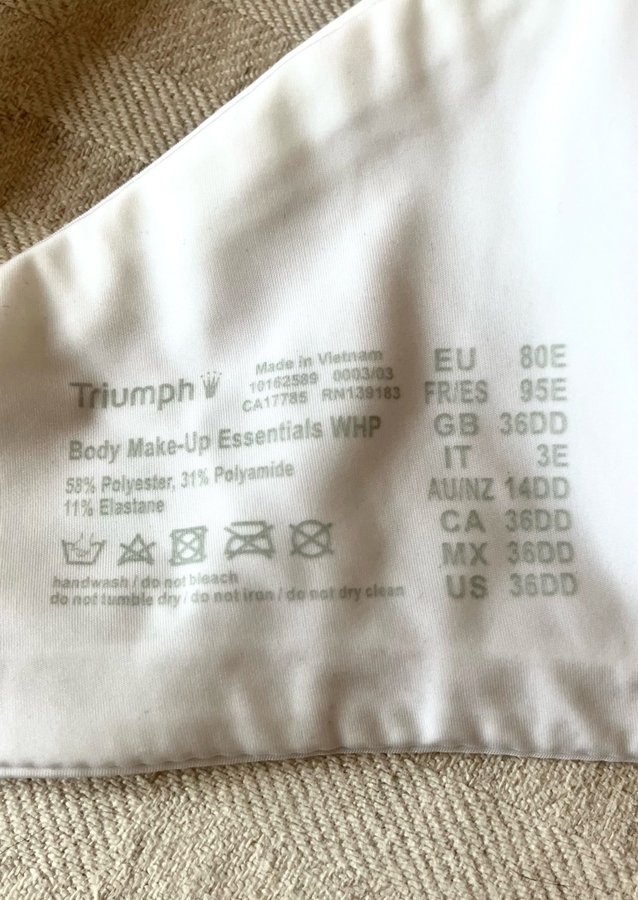 Triumph
Made in Vietnam
10162589 0003/03
CA17785 RN139183
Body Make-Up Essentials WHP
58% Polyester, 31% Polyamide
11% Elastane
handwash / do not bleach
do not tumble dry / do not iron / do not dry clean
EU 80E
FR/ES 95E
GB 36DD
IT 3E
AU/NZ 14DD
CA 36DD
MX 36DD
US 36DD